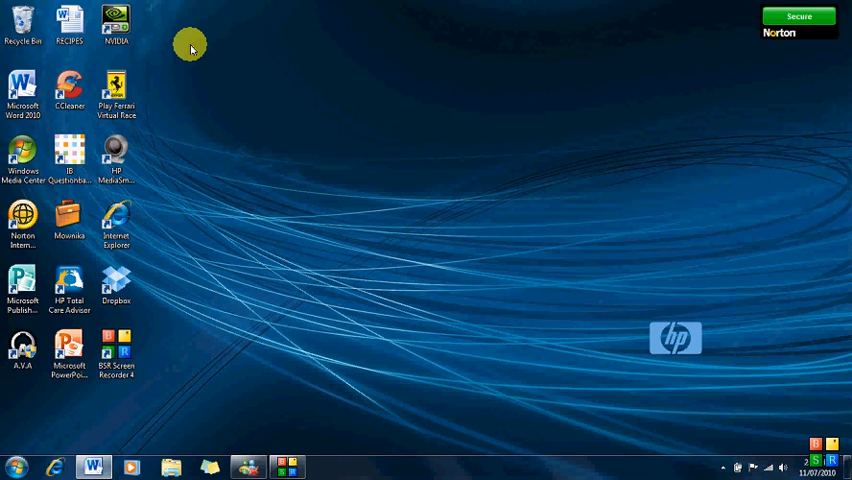 Recycle Bin
RECIPES
NVIDIA
Secure
Norton
Microsoft
Word 2010
CCleaner
Play Ferrari
Virtual Race
Windows
Media Center
IB
Questionba...
HP
MediaSm...
Norton
Intern...
Mownika
Internet
Explorer
Microsoft
Publish...
HP Total
Care Advisor
Dropbox
A.V.A
Microsoft
PowerPoi...
BSR Screen
Recorder 4
hp
B
S R
11/07/2010